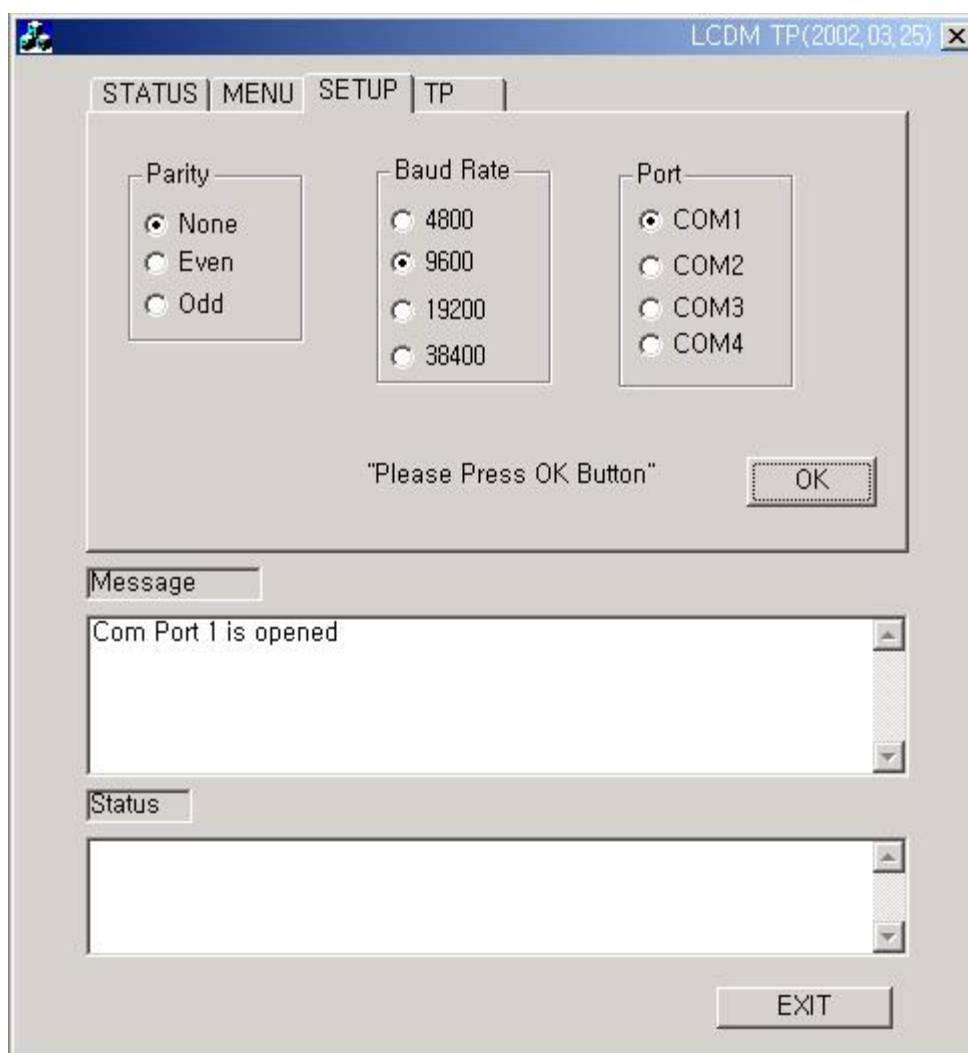 LCDM TP(2002,03,25)
STATUS MENU SETUP TP
Parity
None
Even
Odd
Baud Rate
4800
9600
19200
38400
Port
COM1
COM2
COM3
COM4
"Please Press OK Button"
OK
Message
Com Port 1 is opened
Status
EXIT